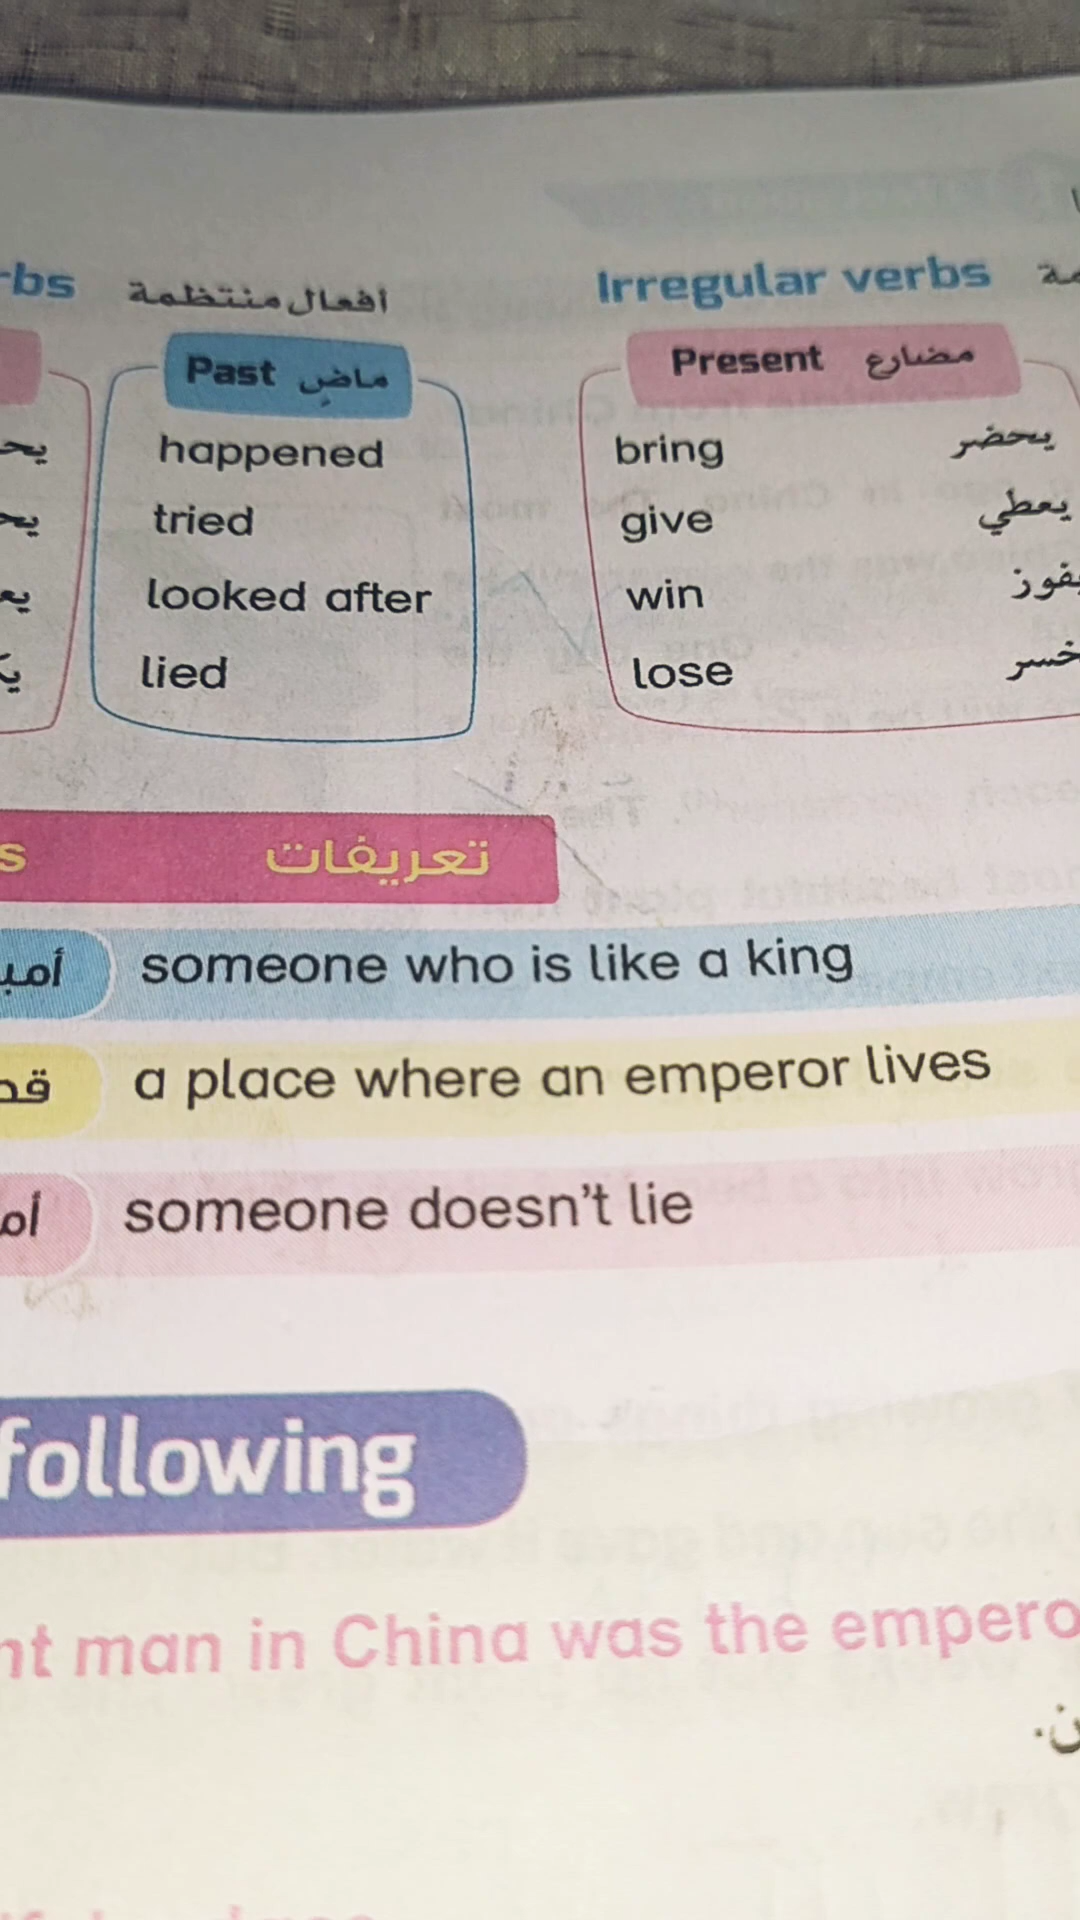 أفعال منتظمة
Irregular verbs
Past ماضٍ
happened
tried
looked after
lied
Present مضارع
bring يحضر
give يعطي
win
lose
تعريفات
someone who is like a king
a place where an emperor lives
someone doesn't lie
following
man in China was the